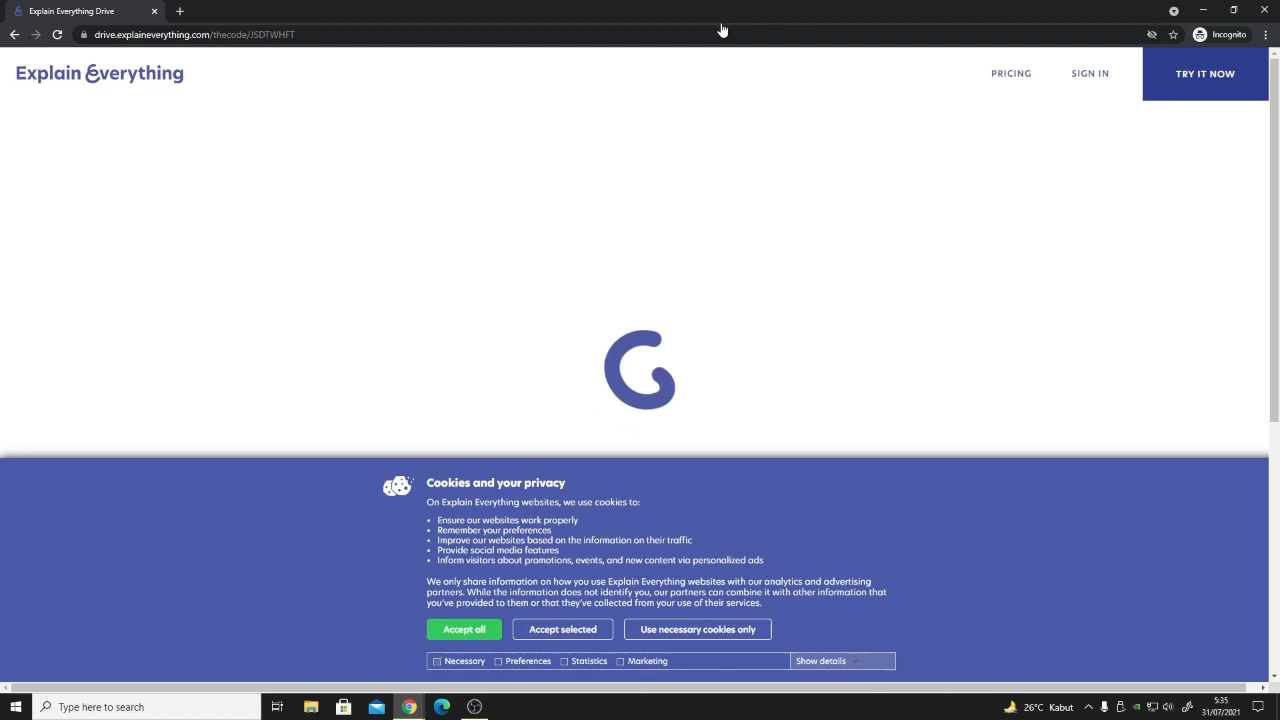 Explain Everything Drive
drive.explaineverything.com/thecode/JSDTWHFT
Incognito
Explain Everything
PRICING
SIGN IN
TRY IT NOW
Cookies and your privacy
On Explain Everything websites, we use cookies to:
• Ensure our websites work properly
• Remember your preferences
• Improve our websites based on the information on their traffic
• Provide social media features
• Inform visitors about promotions, events, and new content via personalized ads
We only share information on how you use Explain Everything websites with our analytics and advertising
partners. While the information does not identify you, our partners can combine it with other information that
you've provided to them or that they've collected from your use of their services.
Accept all
Accept selected
Use necessary cookies only
Necessary
Preferences
Statistics
Marketing
Show details
Type here to search
26°C Kabut
5:35
31/07/2021